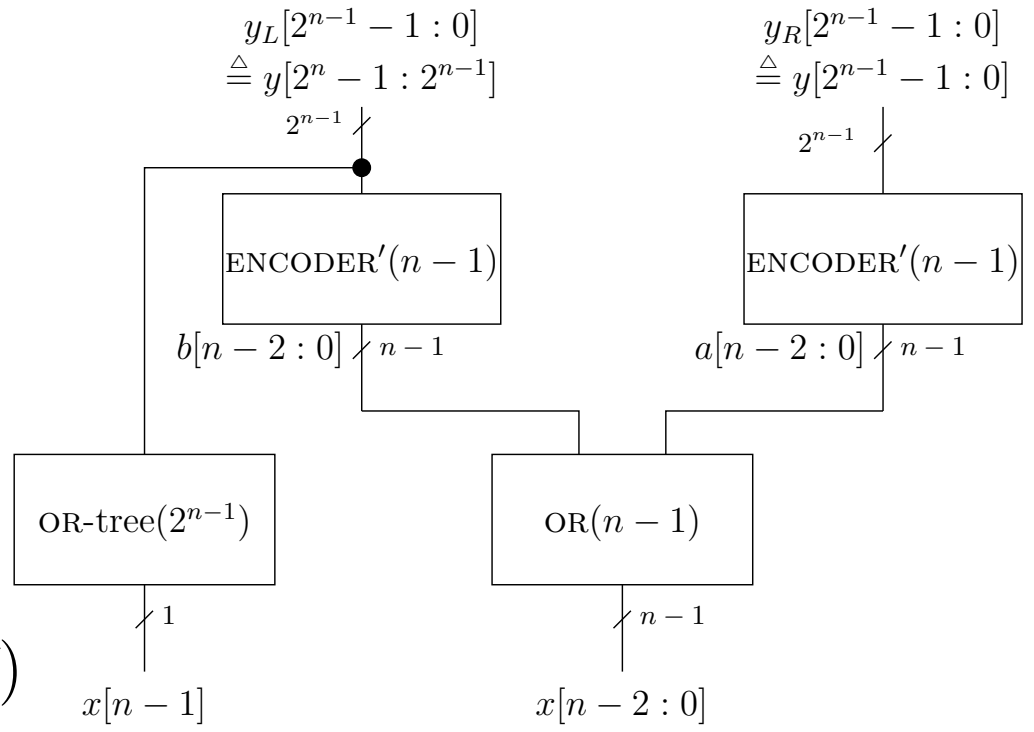 y_L[2^{n-1} - 1 : 0]
≜ y[2^n - 1 : 2^{n-1}]
y_R[2^{n-1} - 1 : 0]
≜ y[2^{n-1} - 1 : 0]
2^{n-1}
2^{n-1}
ENCODER′(n − 1)
ENCODER′(n − 1)
b[n − 2 : 0]
n − 1
a[n − 2 : 0]
n − 1
OR-tree(2^{n-1})
OR(n − 1)
1
n − 1
)
x[n − 1]
x[n − 2 : 0]